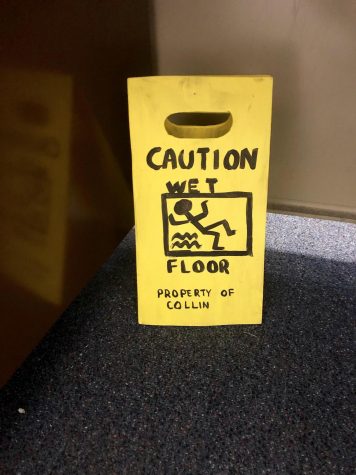 CAUTION
WET
FLOOR
PROPERTY OF
COLLIN